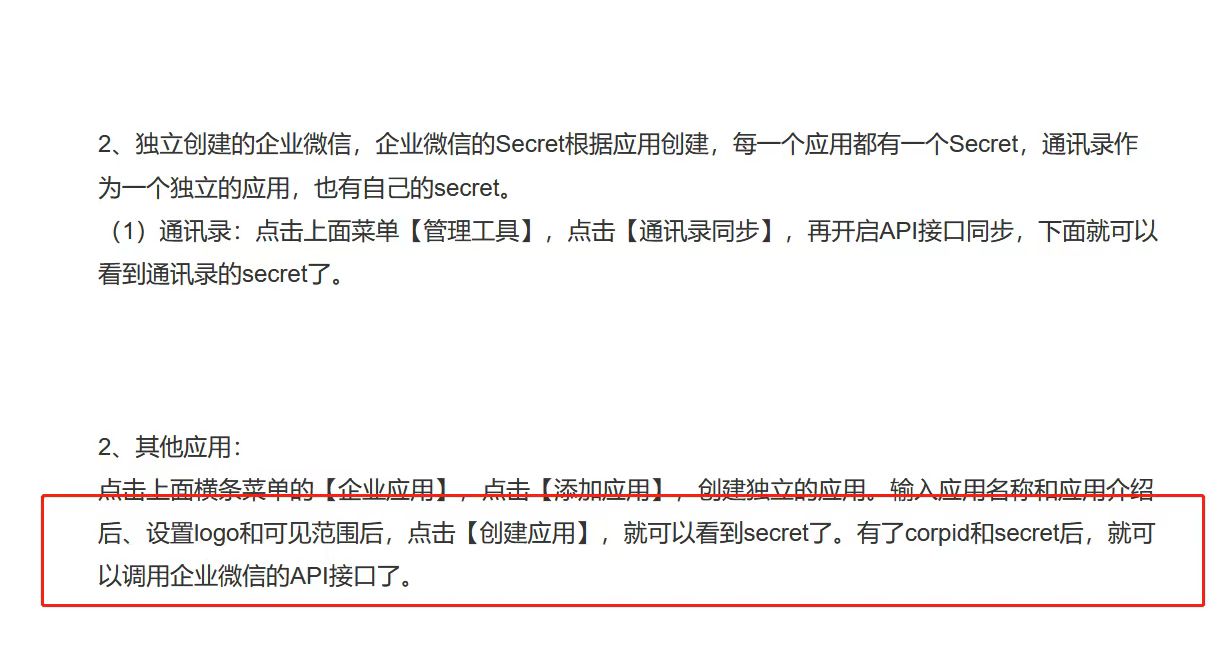 2、独立创建的企业微信，企业微信的Secret根据应用创建，每一个应用都有一个Secret，通讯录作
为一个独立的应用，也有自己的secret。
（1）通讯录：点击上面菜单【管理工具】，点击【通讯录同步】，再开启API接口同步，下面就可以
看到通讯录的secret了。
2、其他应用：
点击上面横条菜单的【企业应用】，点击【添加应用】，创建独立的应用。输入应用名称和应用介绍
后、设置logo和可见范围后，点击【创建应用】，就可以看到secret了。有了corpid和secret后，就可
以调用企业微信的API接口了。